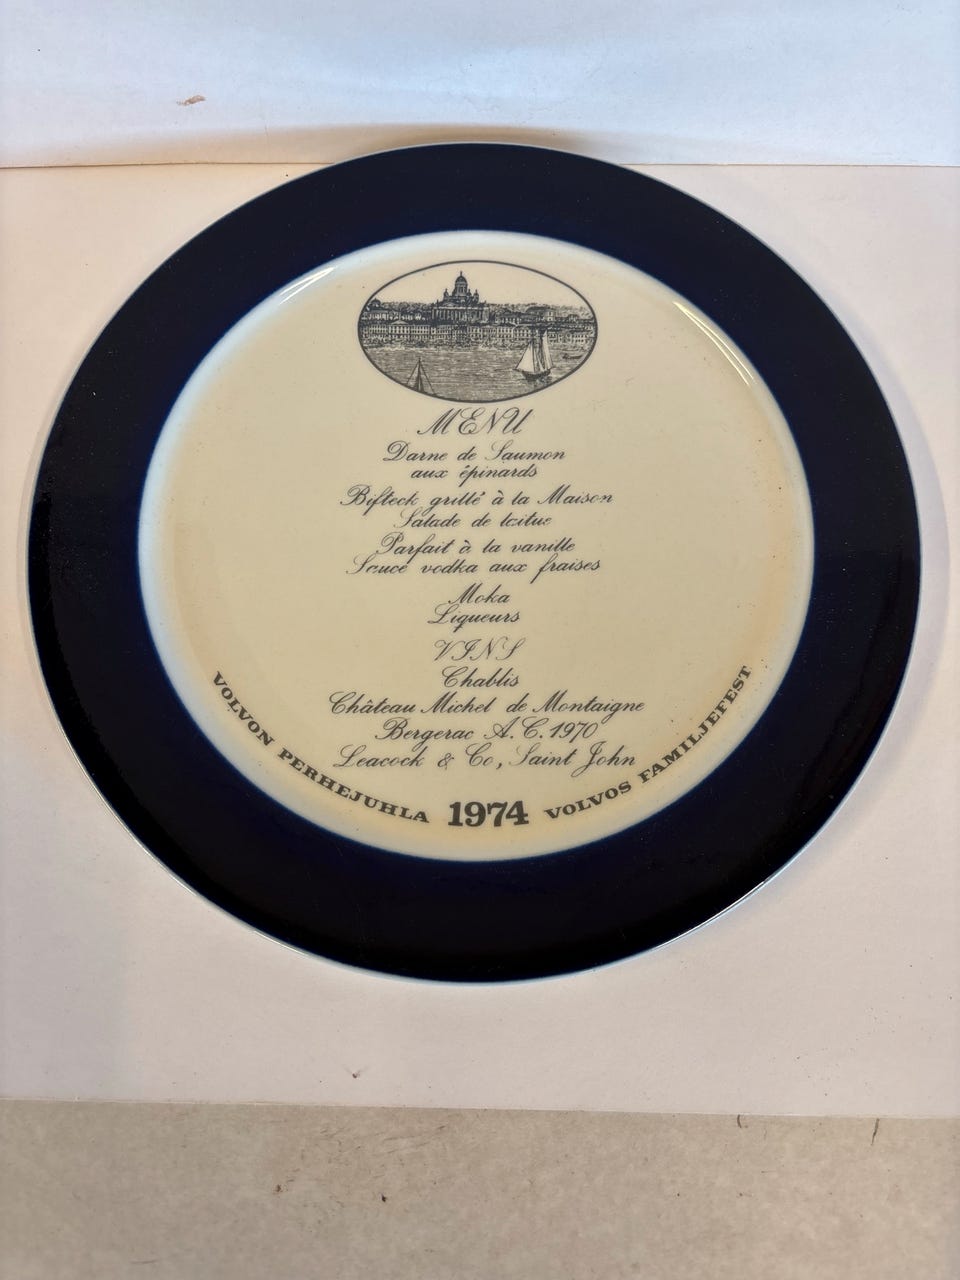 MENU
Darne de Saumon
aux épinards
Bifteck grillé à la Maison
Salade de laitue
Parfait à la vanille
Sauce vodka aux fraises
Moka
Liqueurs
VINS
Chablis
Château Michel de Montaigne
Bergerac A.C. 1970
Leacock & Co, Saint John
VOLVON PERHEJUHLA 1974 VOLVOS FAMILJEFEST